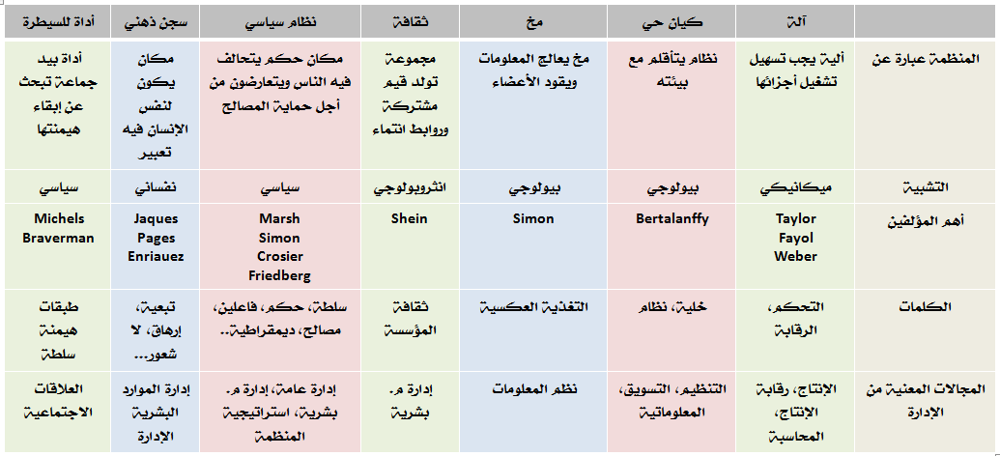 آلة
كيان حي
مخ
ثقافة
نظام سياسي
سجن ذهني
أداة للسيطرة
المنظمة عبارة عن
ألية يجب تسهيل
تشغيل أجزائها
نظام يتأقلم مع
بيئته
مخ يعالج المعلومات
ويقود الأعضاء
مجموعة
تولد قيم
مشتركة
وروابط انتماء
مكان حكم يتحالف
فيه الناس ويتعارضون من
أجل حماية المصالح
مكان
يكون
لنفس
الإنسان فيه
تعبير
أداة بيد
جماعة تبحث
عن إبقاء
هيمنتها
التشبية
ميكانيكي
بيولوجي
بيولوجي
انثروبولوجي
سياسي
نفساني
سياسي
أهم المؤلفين
Taylor
Fayol
Weber
Bertalanffy
Simon
Shein
Marsh
Simon
Crosier
Friedberg
Jaques
Pages
Enriauez
Michels
Braverman
الكلمات
التحكم،
الرقابة
خلية، نظام
التغذية العكسية
ثقافة
المؤسسة
سلطة، حكم، فاعلين،
مصالح، ديمقراطية..
تبعية،
إرهاق، لا
شعور...
طبقات
هيمنة
سلطة
المجالات المعنية من
الإدارة
الإنتاج، رقابة
الإنتاج،
المحاسبة
التنظيم، التسويق،
المعلوماتية
نظم المعلومات
إدارة م.
بشرية
إدارة عامة، إدارة م.
بشرية، استراتيجية
المنظمة
إدارة الموارد
البشرية
الإدارة
العلاقات
الاجتماعية